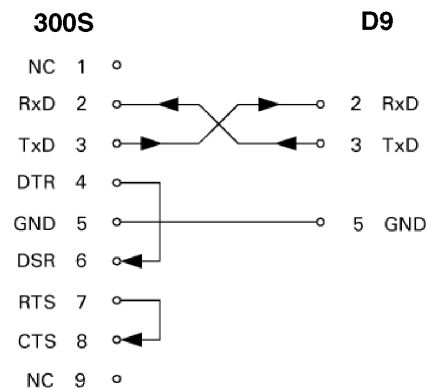 300S D9
NC 1
RxD 2 2 RxD
TxD 3 3 TxD
DTR 4
GND 5 5 GND
DSR 6
RTS 7
CTS 8
NC 9